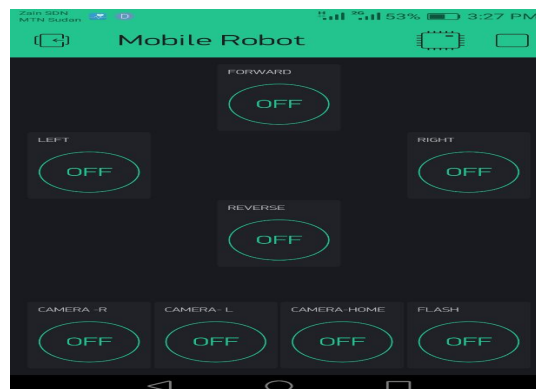 Zain SDN
MTN Sudan D H 2G 53% 3:27 PM
Mobile Robot
FORWARD
OFF
LEFT RIGHT
OFF OFF
REVERSE
OFF
CAMERA -R CAMERA- L CAMERA-HOME FLASH
OFF OFF OFF OFF